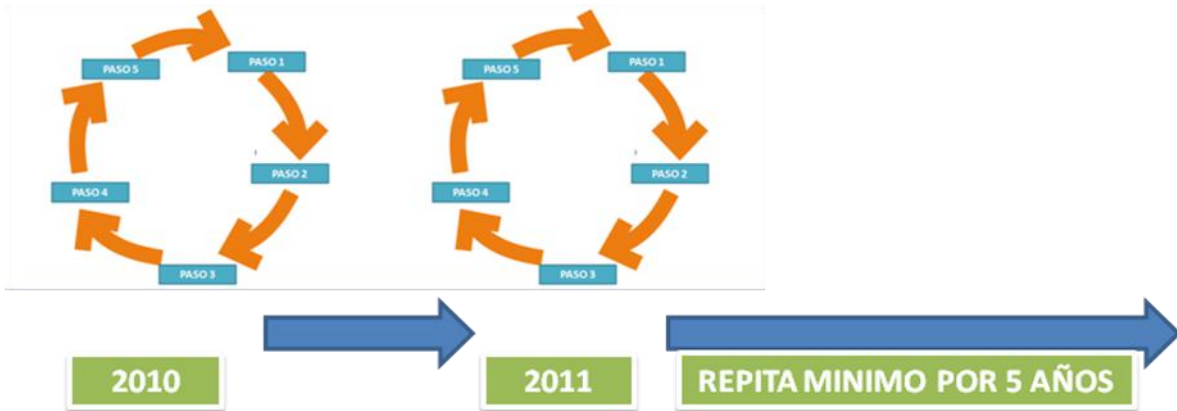 PASO 5
PASO 1
PASO 4
PASO 2
PASO 3
PASO 5
PASO 1
PASO 4
PASO 2
PASO 3
2010
2011
REPITA MINIMO POR 5 AÑOS